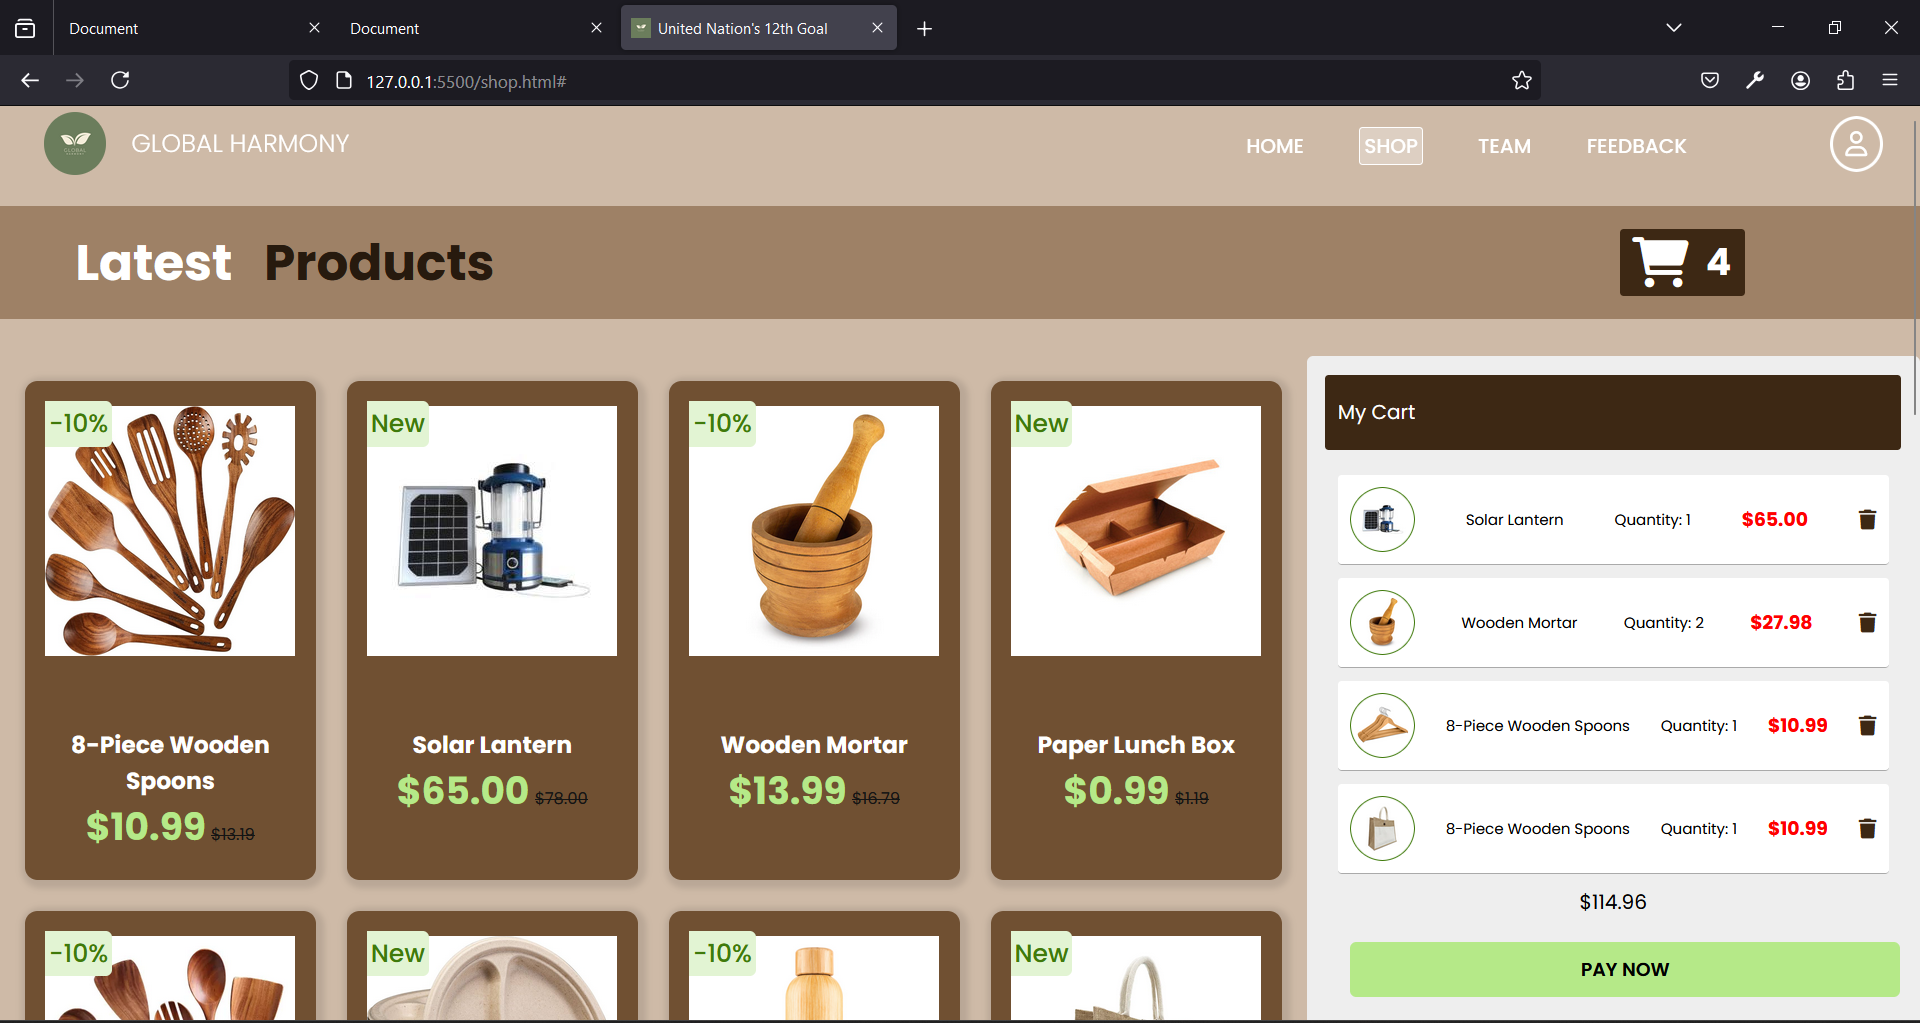 Document
Document
United Nation's 12th Goal
127.0.0.1:5500/shop.html#
GLOBAL HARMONY
HOME
SHOP
TEAM
FEEDBACK
Latest Products
4
-10%
8-Piece Wooden
Spoons
$10.99 $13.19
New
Solar Lantern
$65.00 $78.00
-10%
Wooden Mortar
$13.99 $16.79
New
Paper Lunch Box
$0.99 $1.19
-10%
New
-10%
New
My Cart
Solar Lantern Quantity: 1 $65.00
Wooden Mortar Quantity: 2 $27.98
8-Piece Wooden Spoons Quantity: 1 $10.99
8-Piece Wooden Spoons Quantity: 1 $10.99
$114.96
PAY NOW